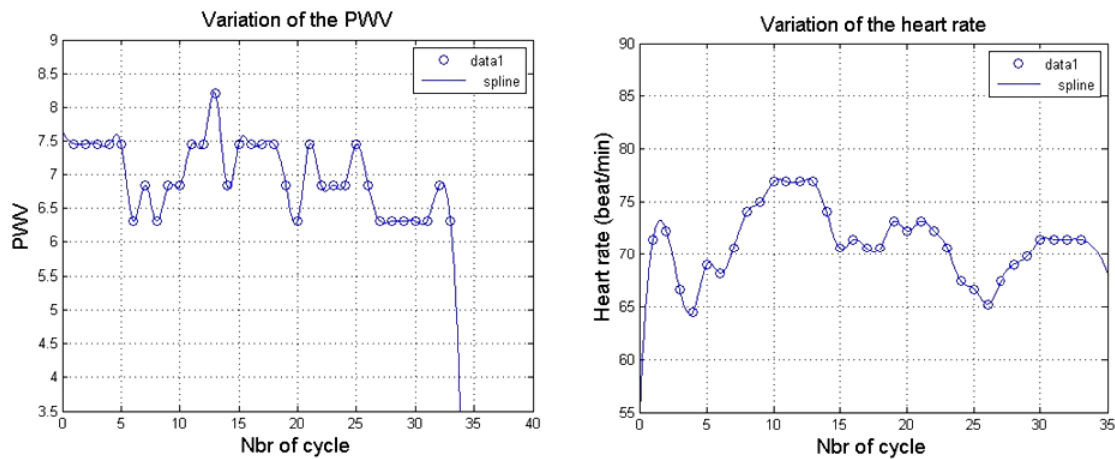 Variation of the PWV
9
8.5
8
7.5
7
6.5
6
5.5
5
4.5
4
3.5
PWV
data1
spline
0 5 10 15 20 25 30 35 40
Nbr of cycle
Variation of the heart rate
90
85
80
75
70
65
60
55
Heart rate (beat/min)
data1
spline
0 5 10 15 20 25 30 35
Nbr of cycle